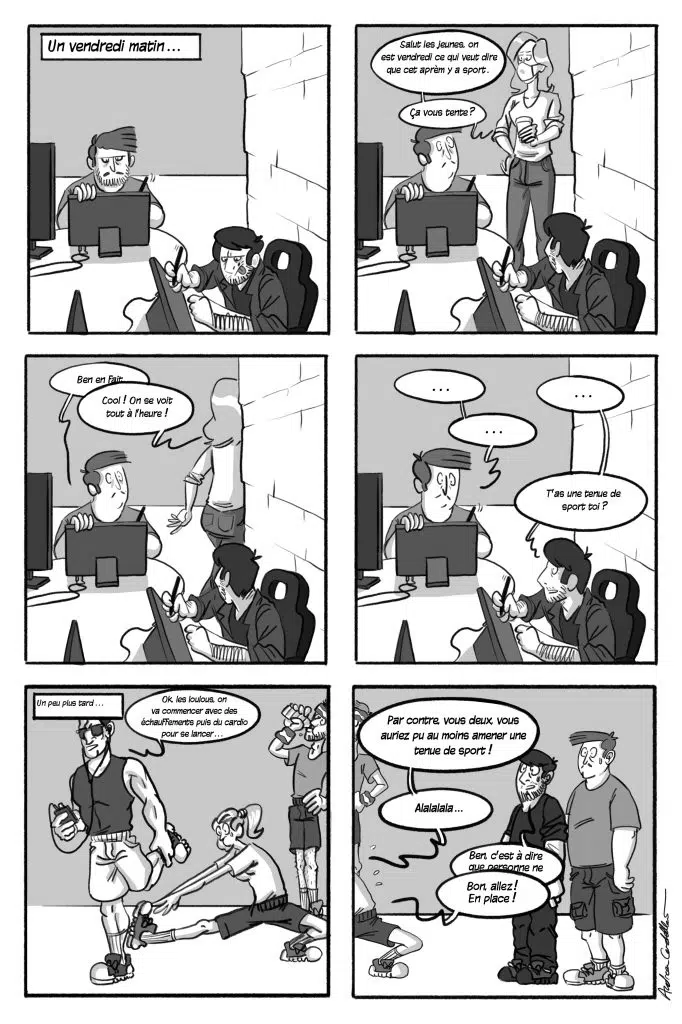 Un vendredi matin...
Salut les jeunes, on
est vendredi ce qui veut dire
que cet aprèm y a sport.
Ça vous tente?
Ben en Fait
Cool! On se voit
tout à l'heure!
...
...
...
T'as une tenue de
sport toi?
Un peu plus tard...
Ok, les loulous, on
va commencer avec des
échauffements puis du cardio
pour se lancer...
Par contre, vous deux, vous
auriez pu au moins amener une
tenue de sport!
Alalalala...
Ben, c'est à dire
que personne ne
Bon, allez!
En place!